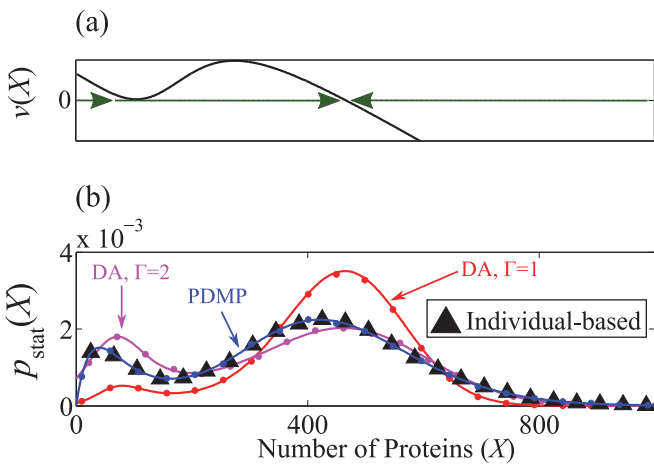 (a)
v(X)
0
(b)
x 10⁻³
4
DA, Γ=2
DA, Γ=1
PDMP
Individual-based
p_stat(X)
2
0
0
400
800
Number of Proteins (X)